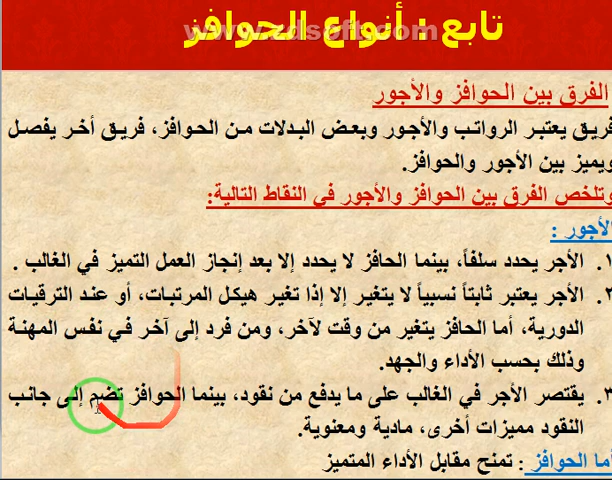 تابع : أنواع الحوافز
www.zdsoft.com
الفرق بين الحوافز والأجور
فريق يعتبر الرواتب والأجور وبعض البدلات من الحوافز، فريق أخر يفصل
ويميز بين الأجور والحوافز.
وتلخص الفرق بين الحوافز والأجور في النقاط التالية:
الأجور :
١. الأجر يحدد سلفاً، بينما الحافز لا يحدد إلا بعد إنجاز العمل التميز في الغالب .
٢. الأجر يعتبر ثابتاً نسبياً لا يتغير إلا إذا تغير هيكل المرتبات، أو عند الترقيات
الدورية، أما الحافز يتغير من وقت لآخر، ومن فرد إلى آخر في نفس المهنة
وذلك بحسب الأداء والجهد.
٣. يقتصر الأجر في الغالب على ما يدفع من نقود، بينما الحوافز تضم إلى جانب
النقود مميزات أخرى، مادية ومعنوية.
أما الحوافز : تمنح مقابل الأداء المتميز